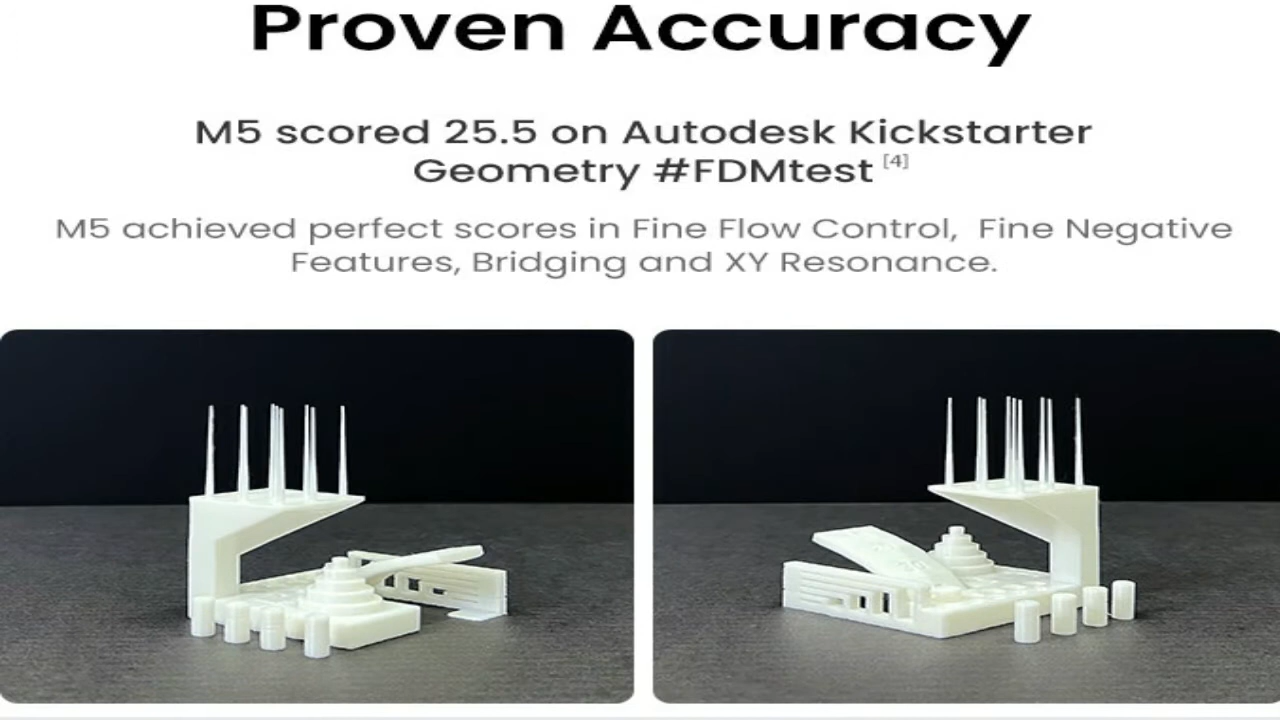 Proven Accuracy
M5 scored 25.5 on Autodesk Kickstarter
Geometry #FDMtest [4]
M5 achieved perfect scores in Fine Flow Control, Fine Negative
Features, Bridging and XY Resonance.